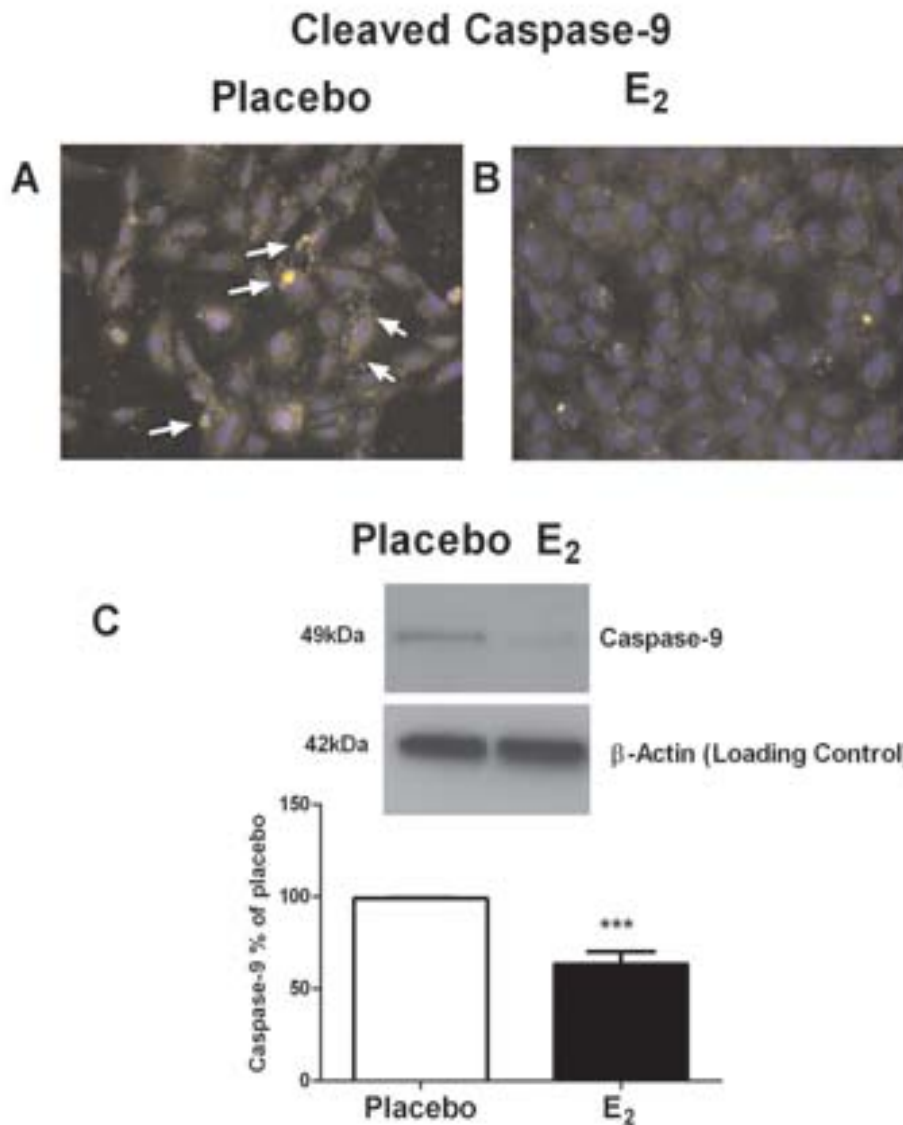 Cleaved Caspase-9
Placebo E₂
A B
Placebo E₂
C
49kDa Caspase-9
42kDa β-Actin (Loading Control)
150
100
50
0
Caspase-9 % of placebo
***
Placebo E₂